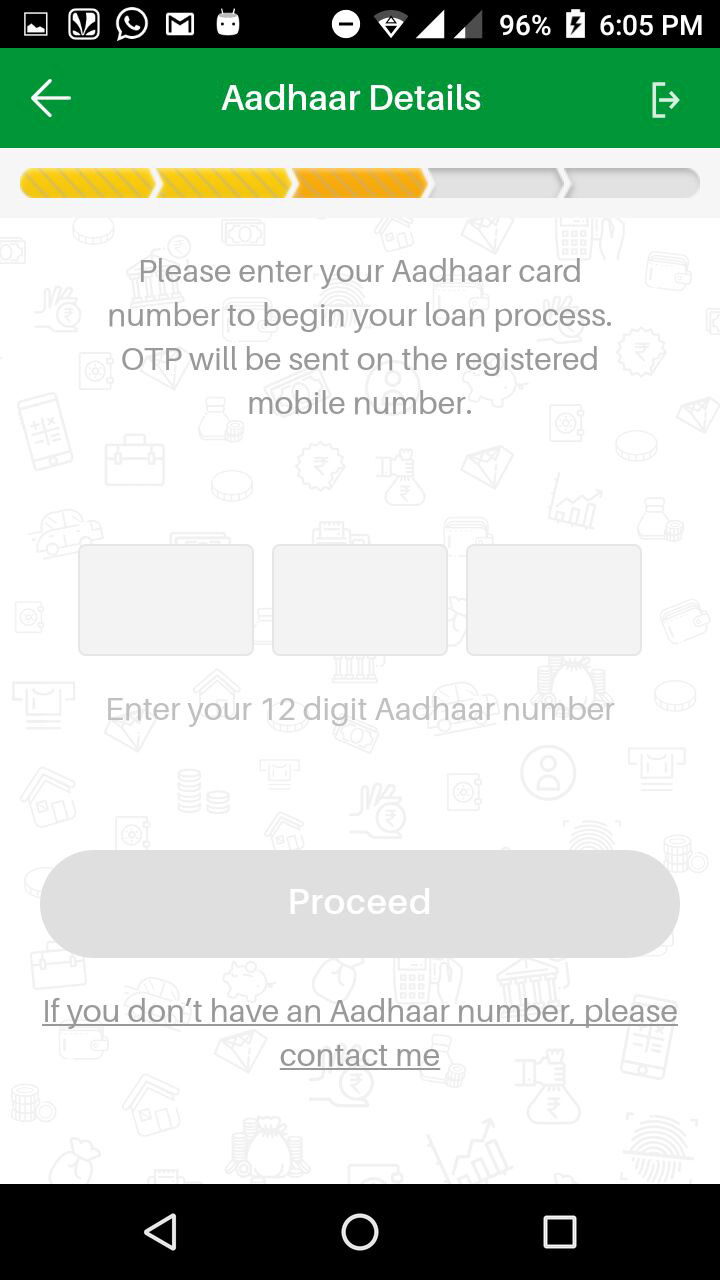 96% 6:05 PM
Aadhaar Details
Please enter your Aadhaar card
number to begin your loan process.
OTP will be sent on the registered
mobile number.
Enter your 12 digit Aadhaar number
Proceed
If you don’t have an Aadhaar number, please
contact me